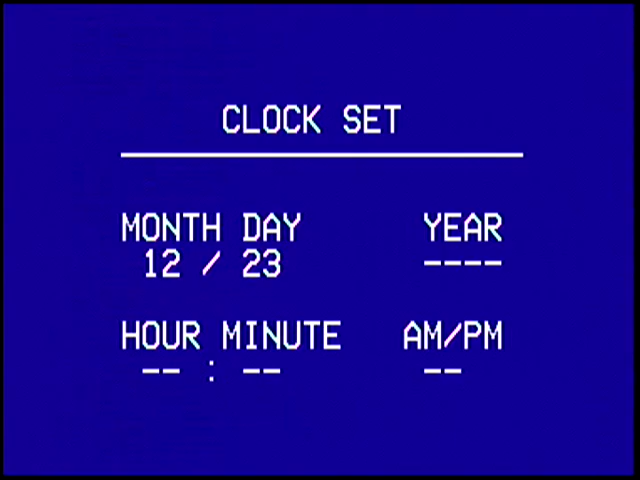 CLOCK SET
MONTH DAY YEAR
12 / 23 ----
HOUR MINUTE AM/PM
-- : -- --